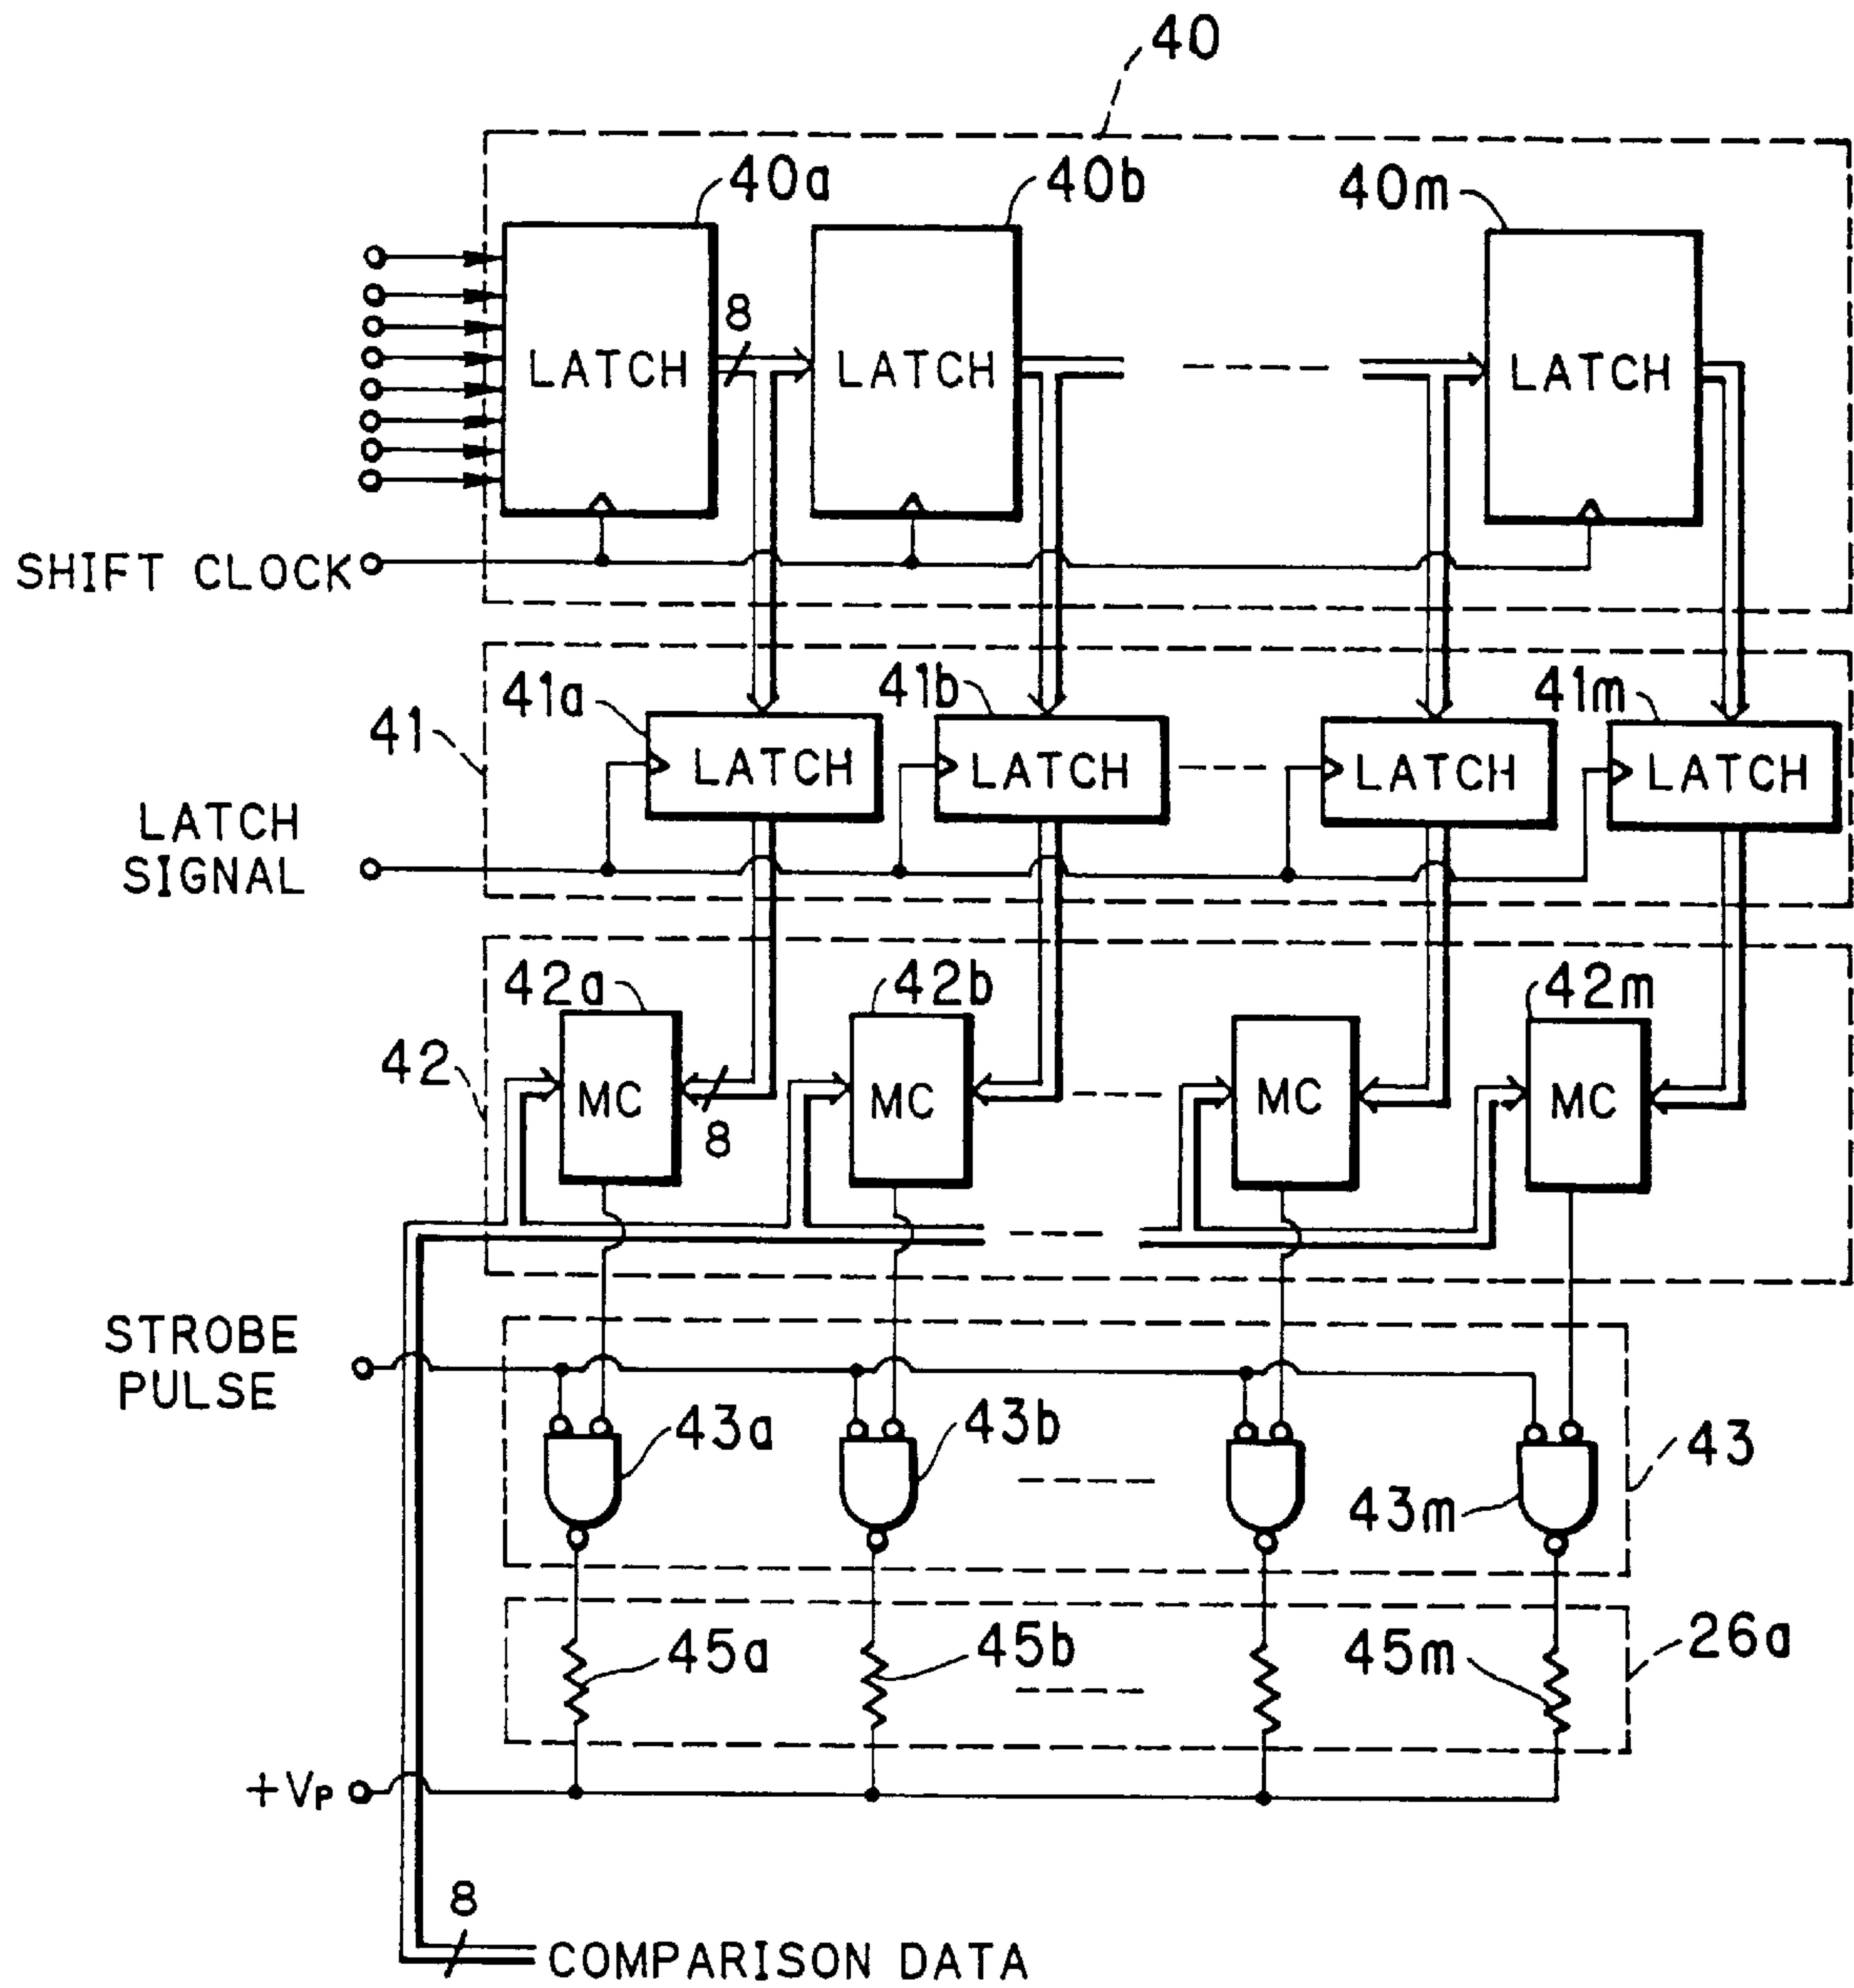 40
40a
40b
40m
8
LATCH
LATCH
LATCH
SHIFT CLOCK
41a
41b
41m
41
LATCH
LATCH
LATCH
LATCH
LATCH
SIGNAL
42a
42b
42m
42
MC
MC
MC
MC
8
STROBE
PULSE
43a
43b
43
43m
45a
45b
45m
26a
+VP
8
COMPARISON DATA